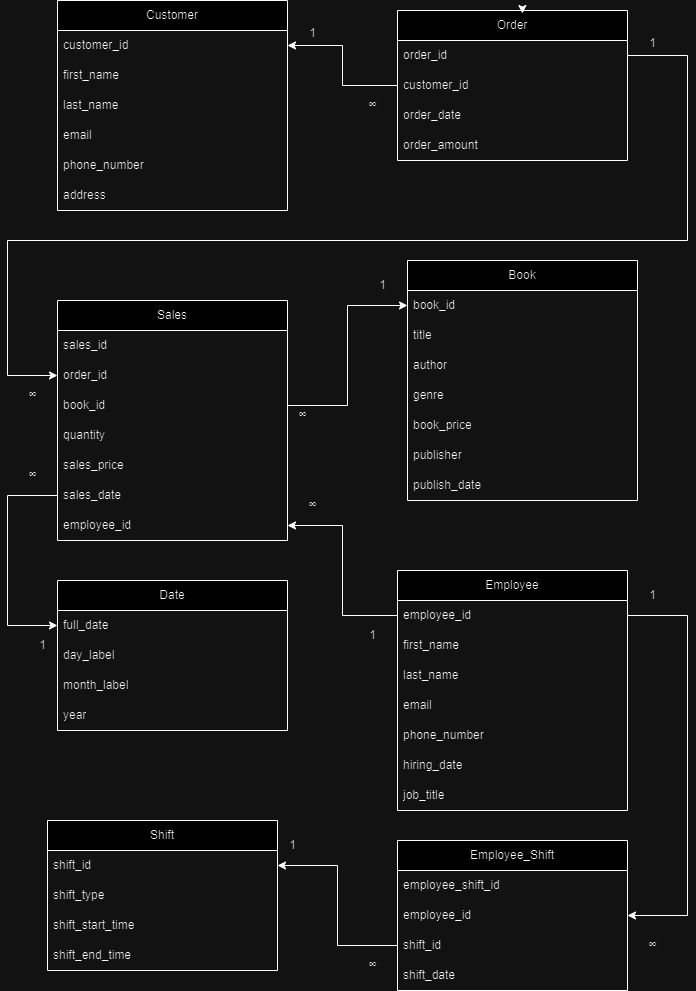 Customer
customer_id
first_name
last_name
email
phone_number
address
1
∞
Order
order_id
customer_id
order_date
order_amount
1
Sales
sales_id
order_id
book_id
quantity
sales_price
sales_date
employee_id
∞
∞
∞
∞
1
Book
book_id
title
author
genre
book_price
publisher
publish_date
Date
full_date
day_label
month_label
year
1
1
Employee
employee_id
first_name
last_name
email
phone_number
hiring_date
job_title
1
Shift
shift_id
shift_type
shift_start_time
shift_end_time
1
∞
Employee_Shift
employee_shift_id
employee_id
shift_id
shift_date
∞